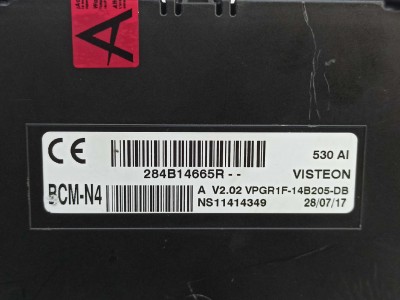 A
CE 530 AI
284B14665R - - VISTEON
BCM-N4 A V2.02 VPGR1F-14B205-DB
NS11414349 28/07/17